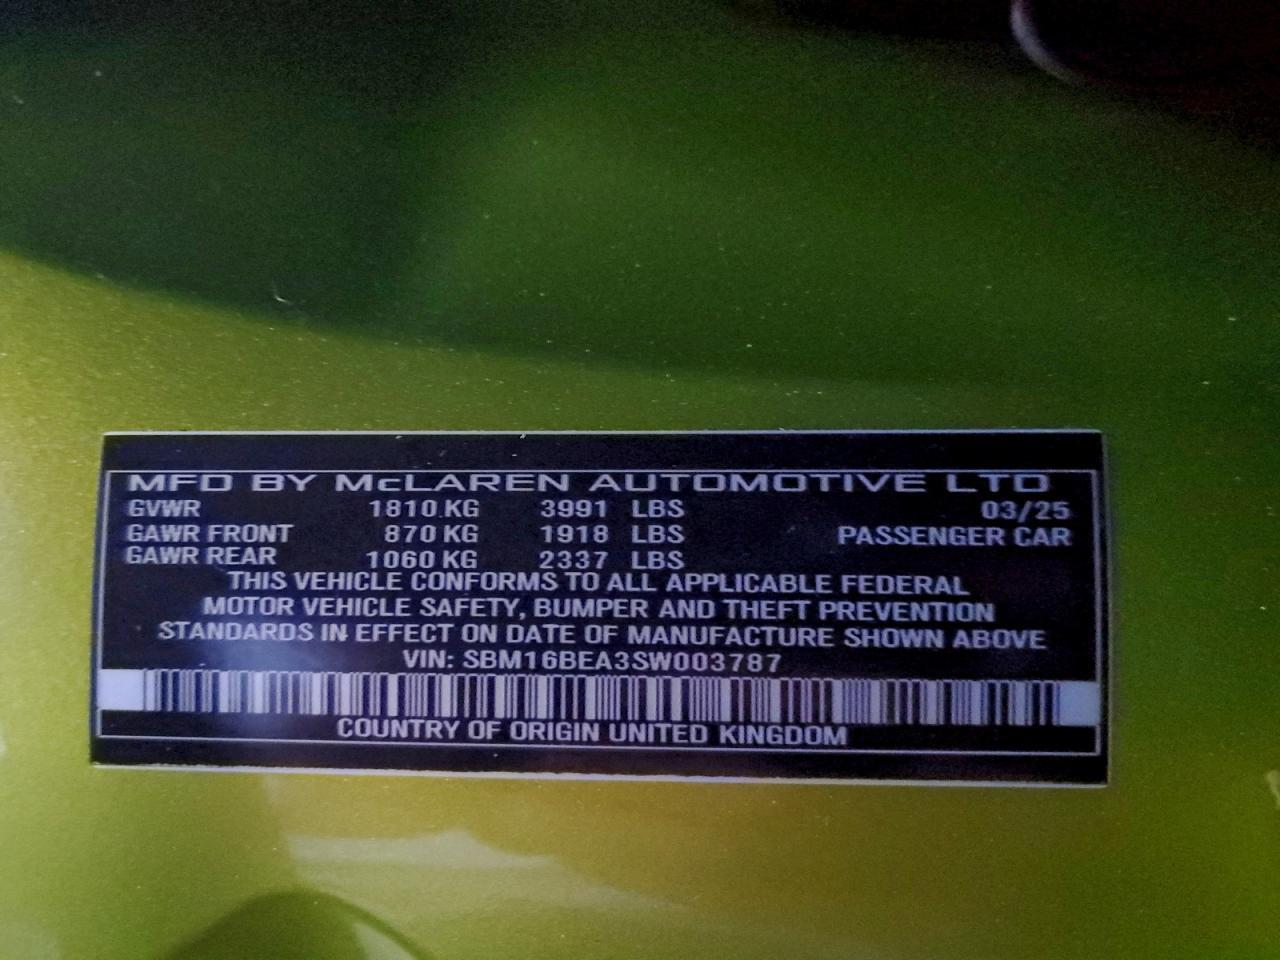 MFD BY McLAREN AUTOMOTIVE LTD
GVWR 1810 KG 3991 LBS 03/25
GAWR FRONT 870 KG 1918 LBS PASSENGER CAR
GAWR REAR 1060 KG 2337 LBS
THIS VEHICLE CONFORMS TO ALL APPLICABLE FEDERAL
MOTOR VEHICLE SAFETY, BUMPER AND THEFT PREVENTION
STANDARDS IN EFFECT ON DATE OF MANUFACTURE SHOWN ABOVE
VIN: SBM16BEA3SW003787
COUNTRY OF ORIGIN UNITED KINGDOM